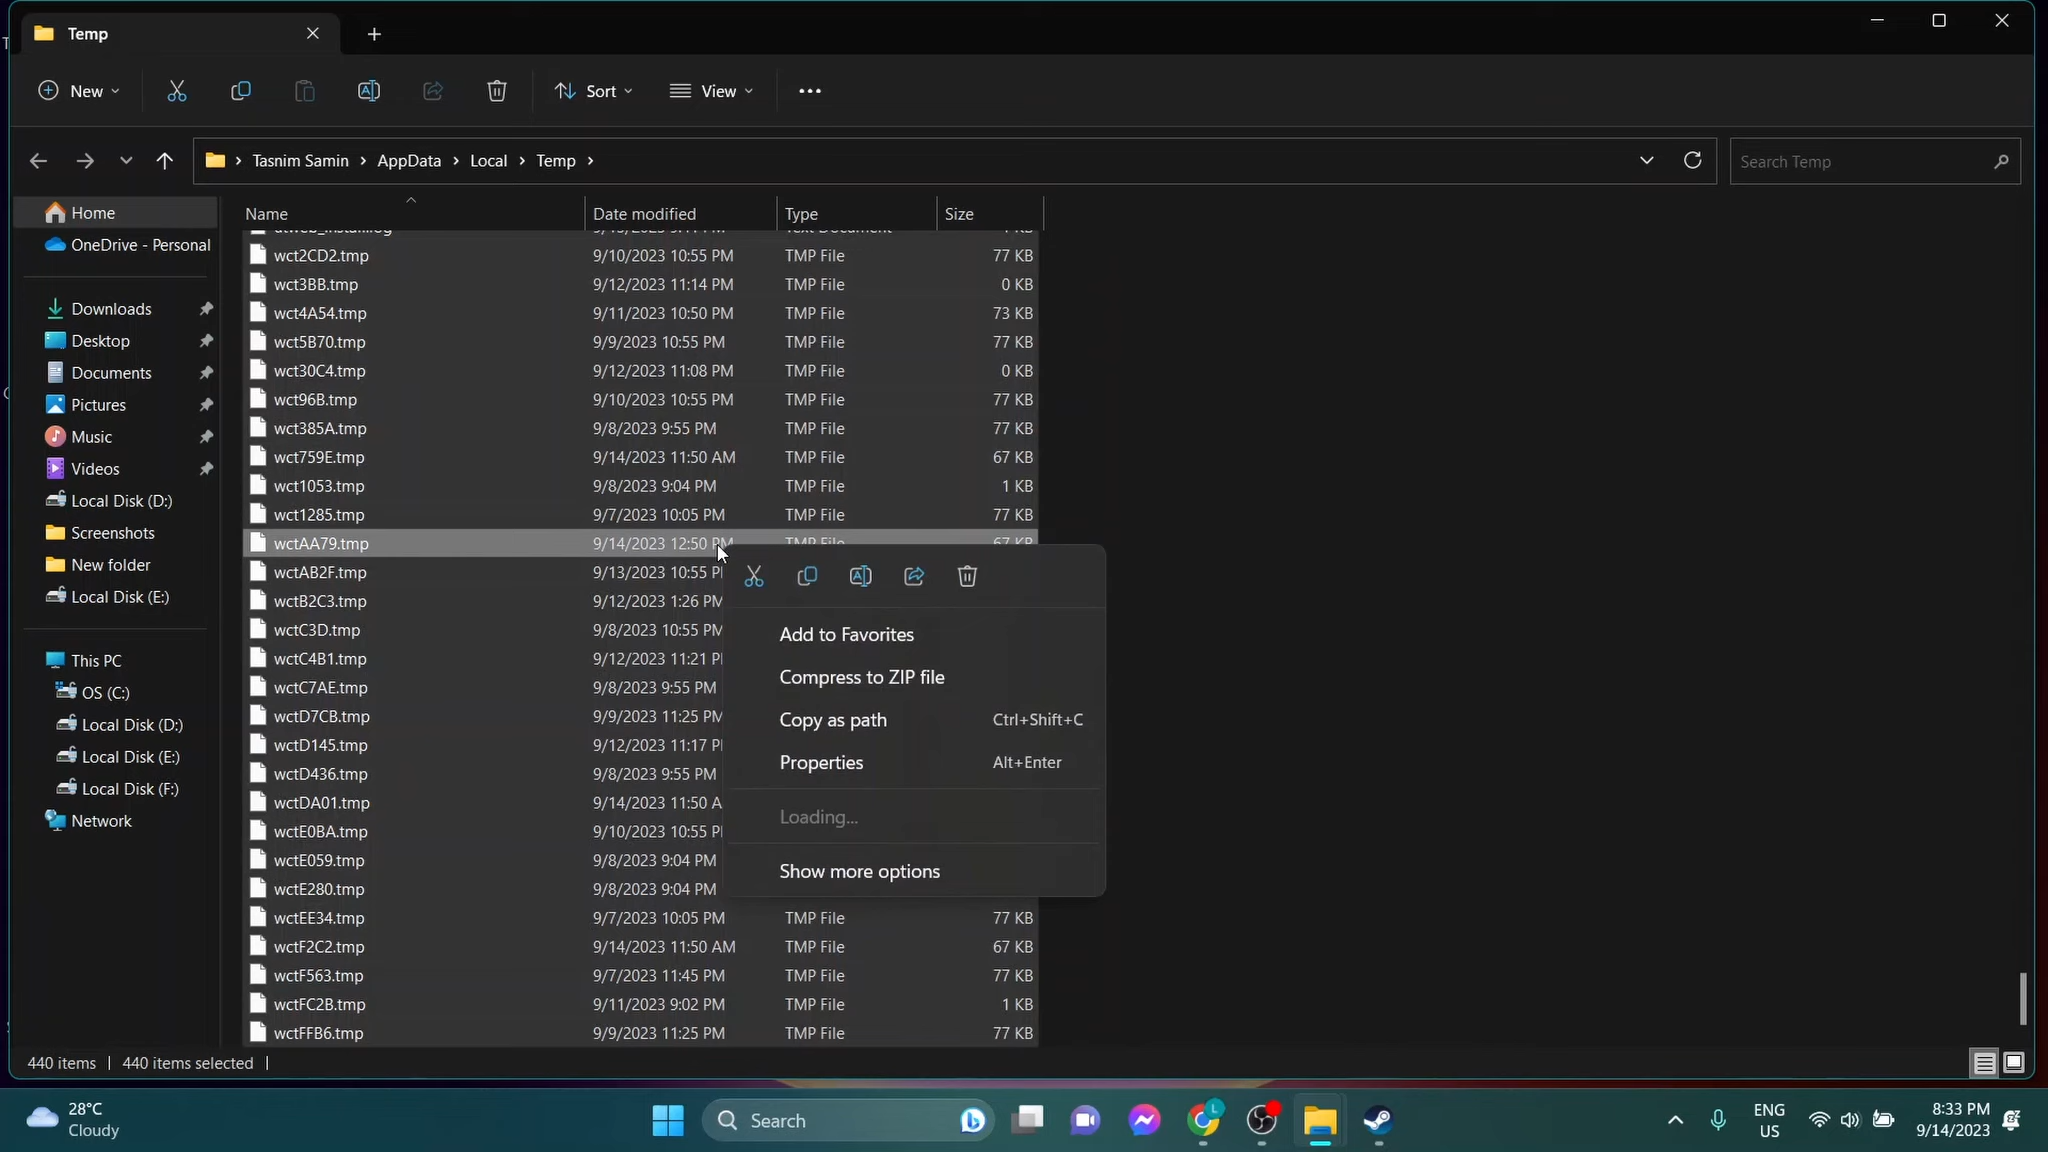 Temp
New
Sort
View
Tasnim Samin > AppData > Local > Temp >
Search Temp
Home
OneDrive - Personal
Downloads
Desktop
Documents
Pictures
Music
Videos
Local Disk (D:)
Screenshots
New folder
Local Disk (E:)
This PC
OS (C:)
Local Disk (D:)
Local Disk (E:)
Local Disk (F:)
Network
Name Date modified Type Size
wct2CD2.tmp 9/10/2023 10:55 PM TMP File 77 KB
wct3BB.tmp 9/12/2023 11:14 PM TMP File 0 KB
wct4A54.tmp 9/11/2023 10:50 PM TMP File 73 KB
wct5B70.tmp 9/9/2023 10:55 PM TMP File 77 KB
wct30C4.tmp 9/12/2023 11:08 PM TMP File 0 KB
wct96B.tmp 9/10/2023 10:55 PM TMP File 77 KB
wct385A.tmp 9/8/2023 9:55 PM TMP File 77 KB
wct759E.tmp 9/14/2023 11:50 AM TMP File 67 KB
wct1053.tmp 9/8/2023 9:04 PM TMP File 1 KB
wct1285.tmp 9/7/2023 10:05 PM TMP File 77 KB
wctAA79.tmp 9/14/2023 12:50 PM TMP File 67 KB
wctAB2F.tmp 9/13/2023 10:55
wctB2C3.tmp 9/12/2023 1:26 PM
wctC3D.tmp 9/8/2023 10:55 PM
wctC4B1.tmp 9/12/2023 11:21
wctC7AE.tmp 9/8/2023 9:55 PM
wctD7CB.tmp 9/9/2023 11:25 PM
wctD145.tmp 9/12/2023 11:17
wctD436.tmp 9/8/2023 9:55 PM
wctDA01.tmp 9/14/2023 11:50 A
wctE0BA.tmp 9/10/2023 10:55
wctE059.tmp 9/8/2023 9:04 PM
wctE280.tmp 9/8/2023 9:04 PM
wctEE34.tmp 9/7/2023 10:05 PM TMP File 77 KB
wctF2C2.tmp 9/14/2023 11:50 AM TMP File 67 KB
wctF563.tmp 9/7/2023 11:45 PM TMP File 77 KB
wctFC2B.tmp 9/11/2023 9:02 PM TMP File 1 KB
wctFFB6.tmp 9/9/2023 11:25 PM TMP File 77 KB
Add to Favorites
Compress to ZIP file
Copy as path Ctrl+Shift+C
Properties Alt+Enter
Loading...
Show more options
440 items | 440 items selected |
28°C
Cloudy
Search
L
ENG
US
8:33 PM
9/14/2023